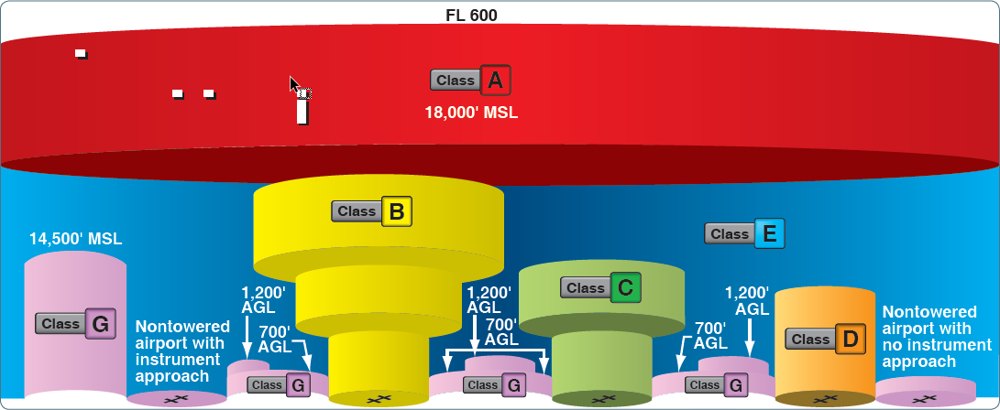 FL 600
Class A
18,000' MSL
Class B
Class E
14,500' MSL
Class C
1,200'
AGL
1,200'
AGL
1,200'
AGL
Class G
Nontowered
airport with
instrument
approach
700'
AGL
700'
AGL
700'
AGL
Class D
Nontowered
airport with
no instrument
approach
Class G
Class G
Class G